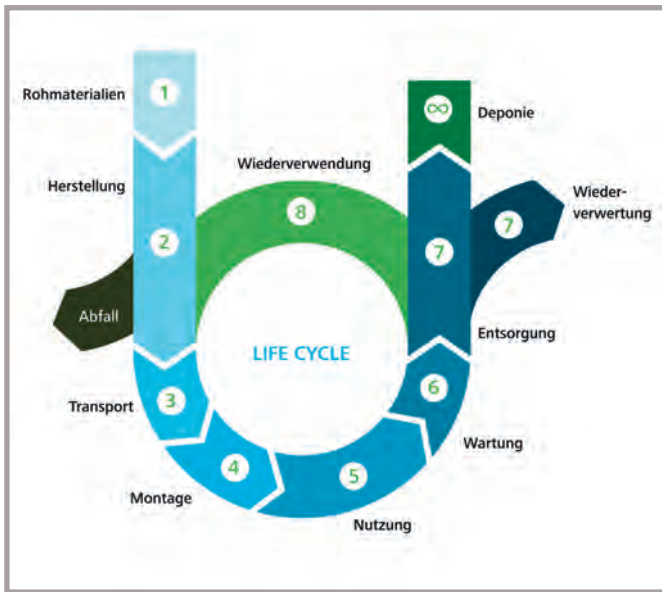 Rohmaterialien
1
∞
Deponie
Herstellung
Wiederverwendung
Wieder-
verwertung
8
7
2
7
Abfall
LIFE CYCLE
Entsorgung
3
6
Transport
Wartung
4
5
Montage
Nutzung